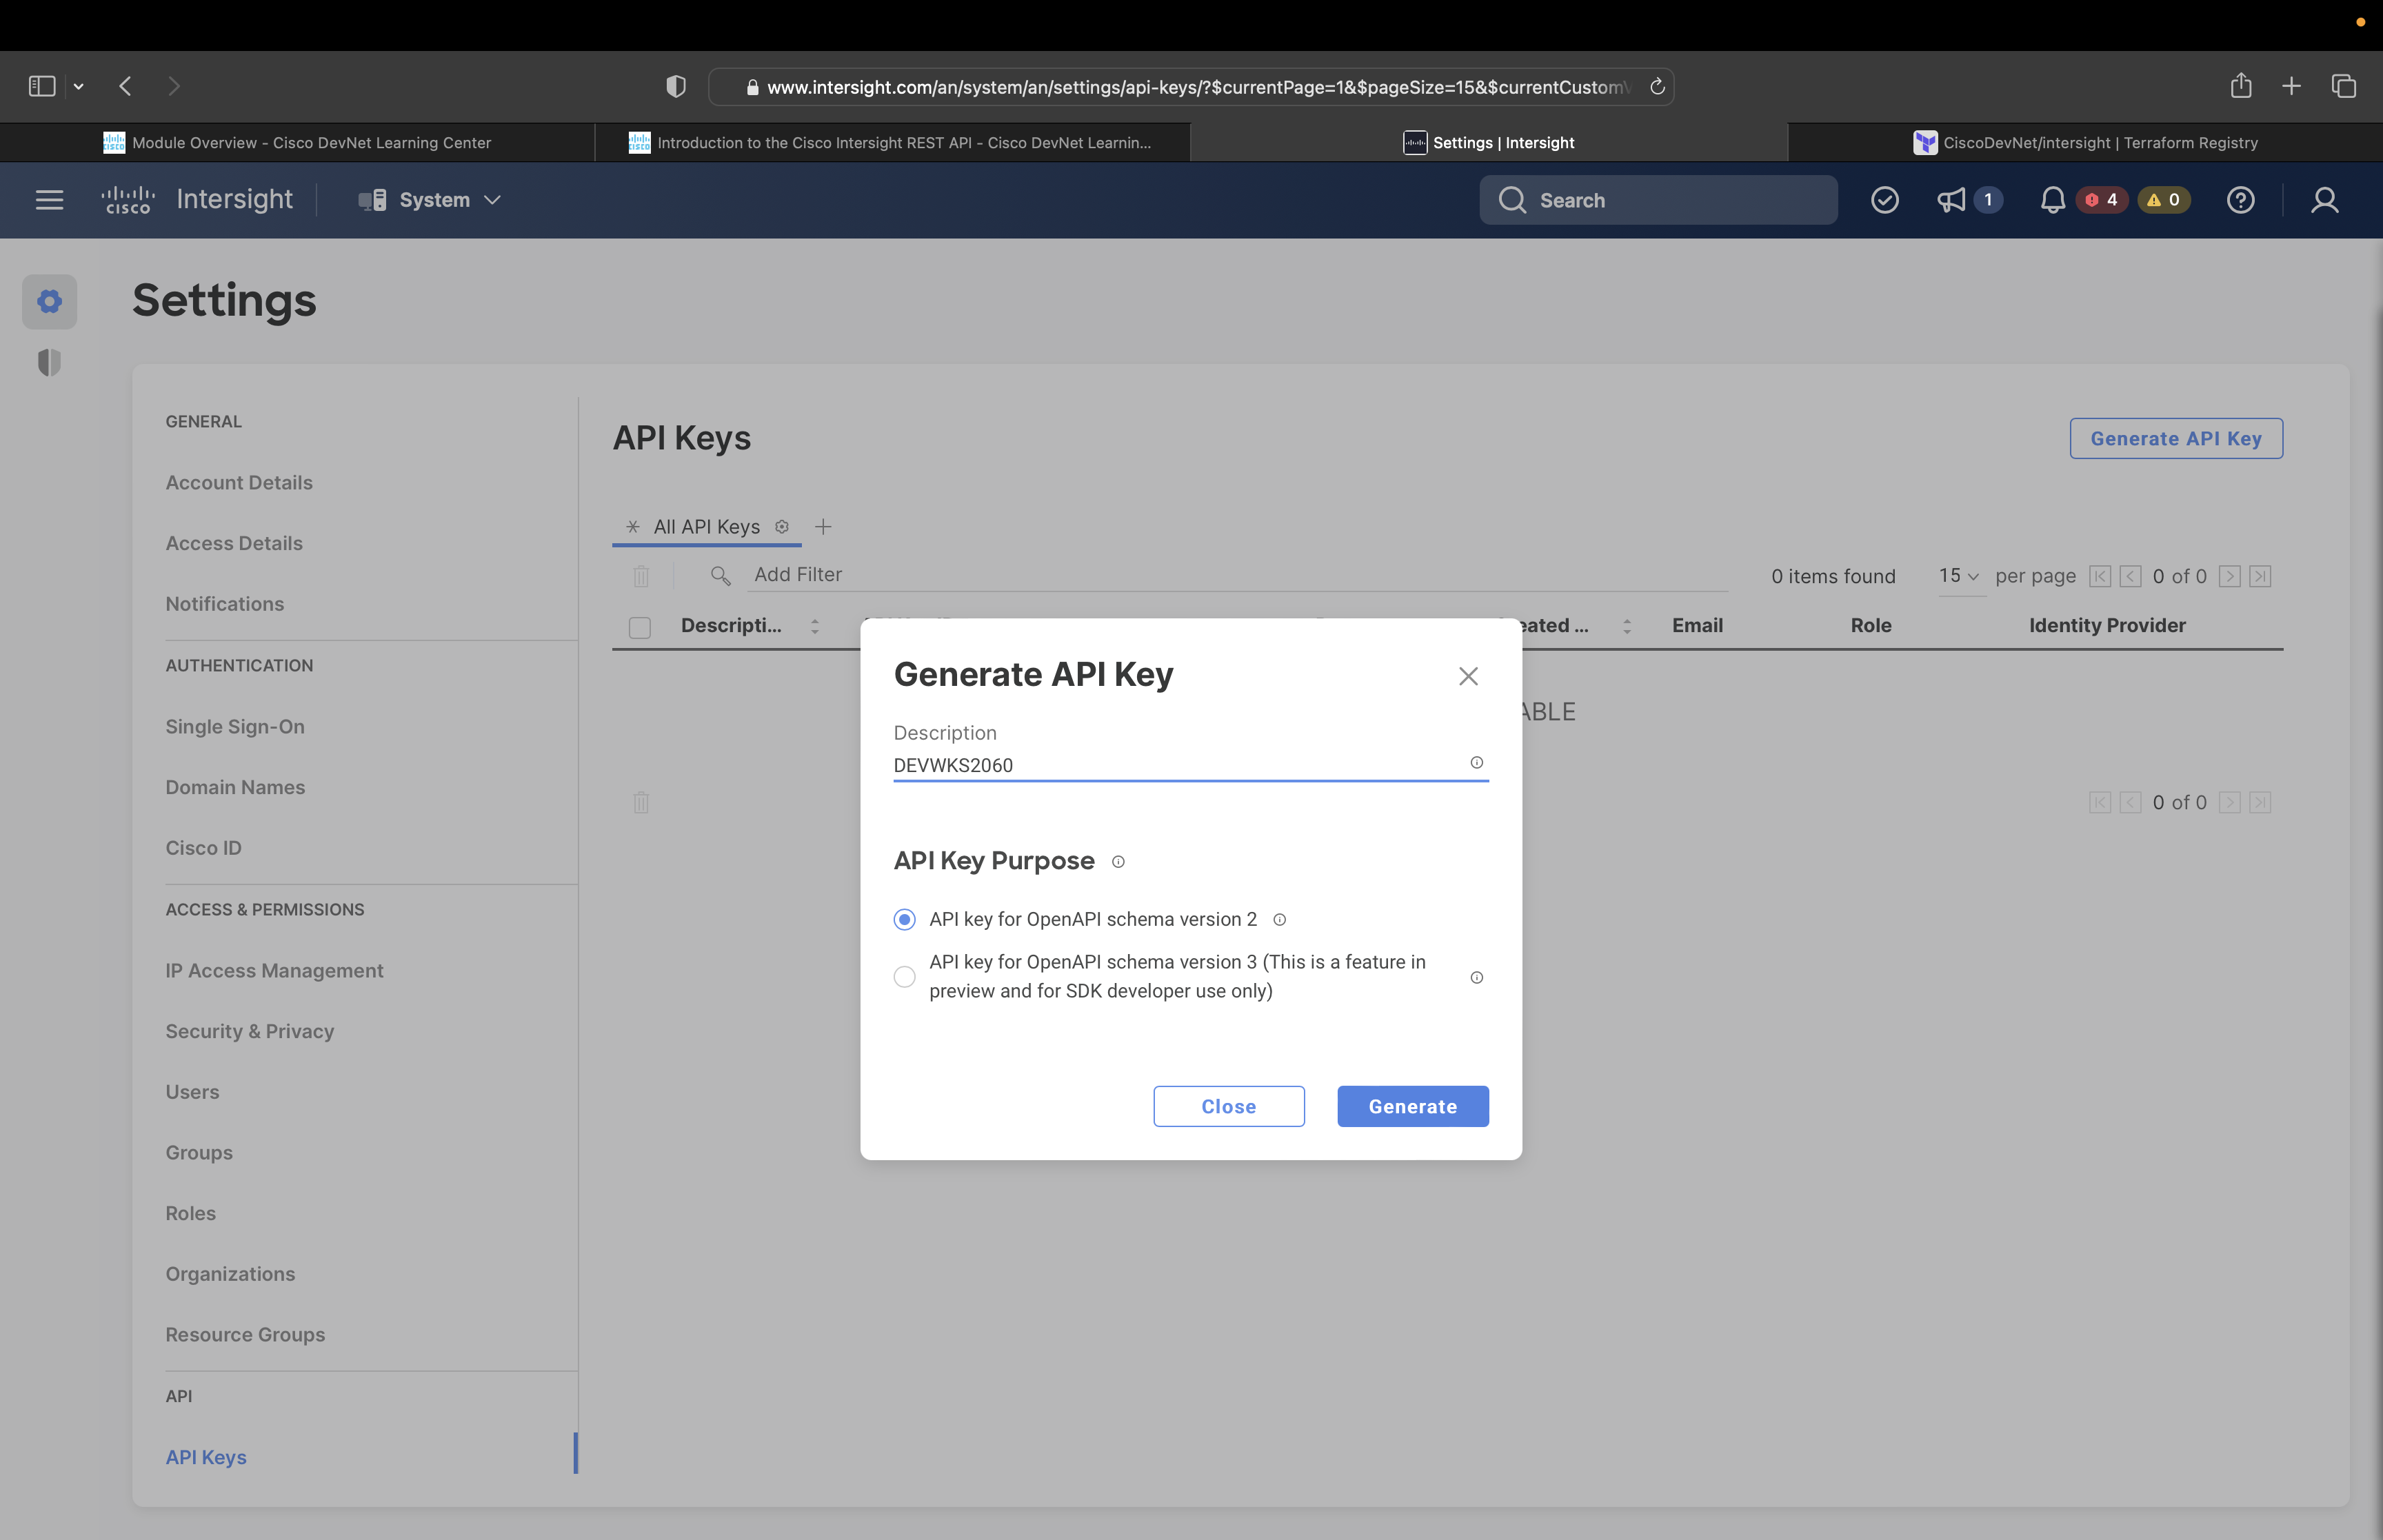 www.intersight.com/an/system/an/settings/api-keys/?$currentPage=1&$pageSize=15&$currentCustom
Module Overview - Cisco DevNet Learning Center
Introduction to the Cisco Intersight REST API - Cisco DevNet Learnin...
Settings | Intersight
CiscoDevNet/intersight | Terraform Registry
CISCO Intersight
System
Search
1
4
0
Settings
GENERAL
Account Details
Access Details
Notifications
AUTHENTICATION
Single Sign-On
Domain Names
Cisco ID
ACCESS & PERMISSIONS
IP Access Management
Security & Privacy
Users
Groups
Roles
Organizations
Resource Groups
API
API Keys
API Keys
Generate API Key
All API Keys
Add Filter
0 items found
15 per page
0 of 0
Descripti...
eated ...
Email
Role
Identity Provider
ABLE
0 of 0
Generate API Key
Description
DEVWKS2060
API Key Purpose
API key for OpenAPI schema version 2
API key for OpenAPI schema version 3 (This is a feature in
preview and for SDK developer use only)
Close
Generate